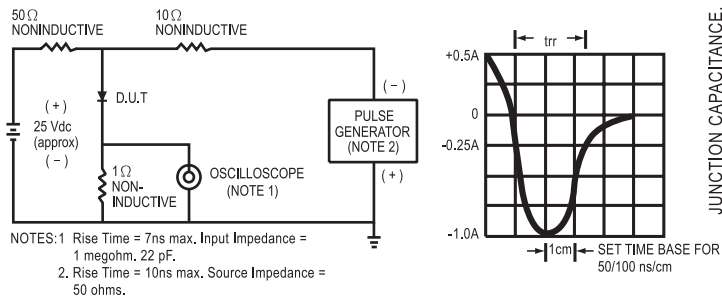 50Ω
NONINDUCTIVE
10Ω
NONINDUCTIVE
(+)
25 Vdc
(approx)
(−)
D.U.T
1Ω
NON-
INDUCTIVE
OSCILLOSCOPE
(NOTE 1)
(−)
PULSE
GENERATOR
(NOTE 2)
(+)
NOTES:1 Rise Time = 7ns max. Input Impedance =
1 megohm. 22 pF.
2. Rise Time = 10ns max. Source Impedance =
50 ohms.
trr
+0.5A
0
-0.25A
-1.0A
1cm
SET TIME BASE FOR
50/100 ns/cm
JUNCTION CAPACITANCE,